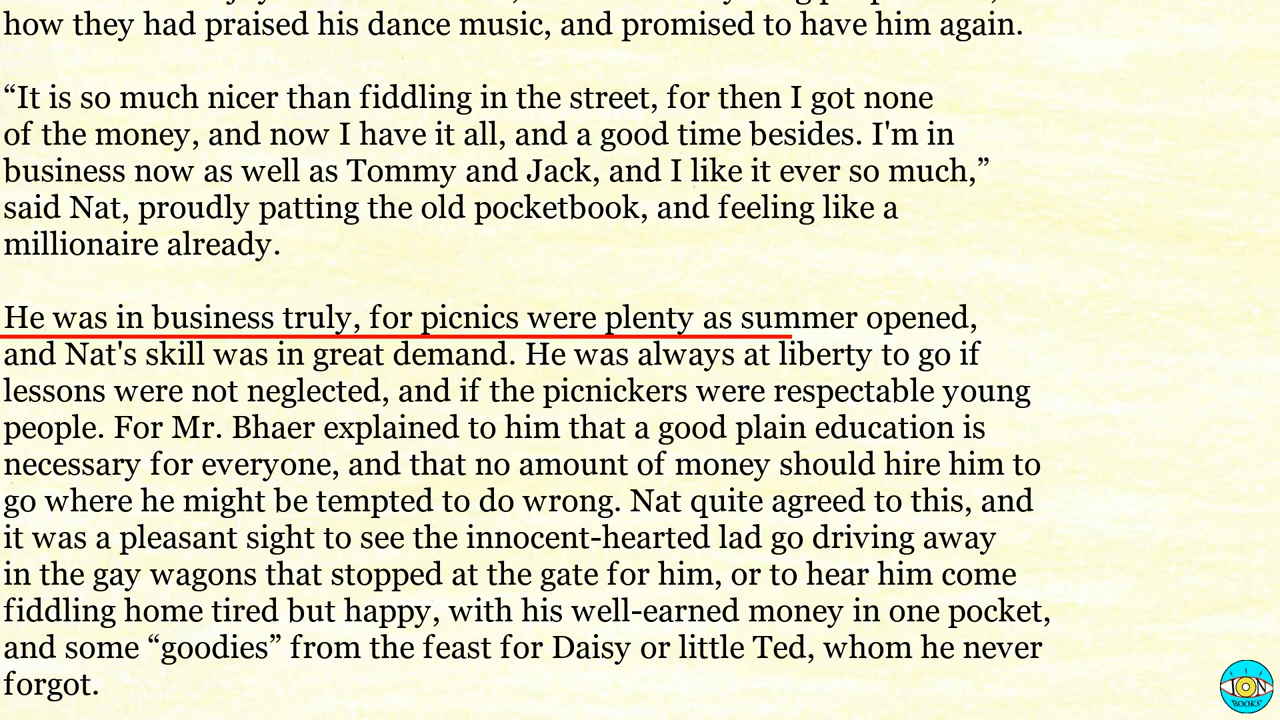 how they had praised his dance music, and promised to have him again.
“It is so much nicer than fiddling in the street, for then I got none
of the money, and now I have it all, and a good time besides. I'm in
business now as well as Tommy and Jack, and I like it ever so much,”
said Nat, proudly patting the old pocketbook, and feeling like a
millionaire already.
He was in business truly, for picnics were plenty as summer opened,
and Nat's skill was in great demand. He was always at liberty to go if
lessons were not neglected, and if the picnickers were respectable young
people. For Mr. Bhaer explained to him that a good plain education is
necessary for everyone, and that no amount of money should hire him to
go where he might be tempted to do wrong. Nat quite agreed to this, and
it was a pleasant sight to see the innocent-hearted lad go driving away
in the gay wagons that stopped at the gate for him, or to hear him come
fiddling home tired but happy, with his well-earned money in one pocket,
and some “goodies” from the feast for Daisy or little Ted, whom he never
forgot.
ION
BOOKS